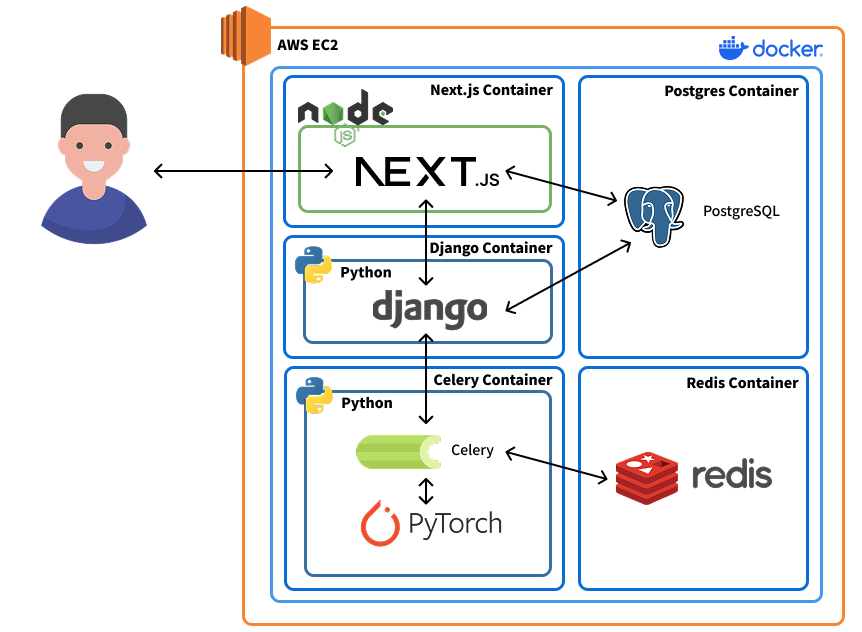 AWS EC2
docker
Next.js Container
node
JS
NEXT.JS
Postgres Container
PostgreSQL
Django Container
Python
django
Celery Container
Python
Celery
PyTorch
Redis Container
redis